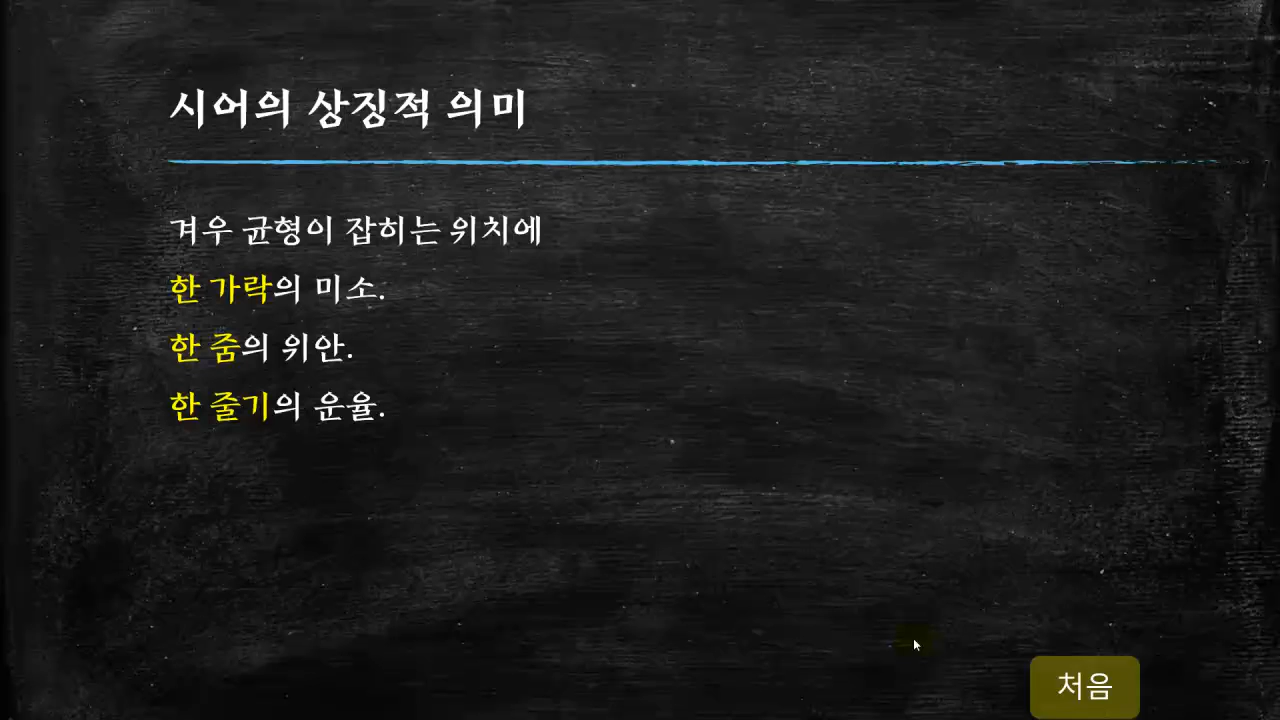 시어의 상징적 의미
겨우 균형이 잡히는 위치에
한 가락의 미소.
한 줌의 위안.
한 줄기의 운율.
처음